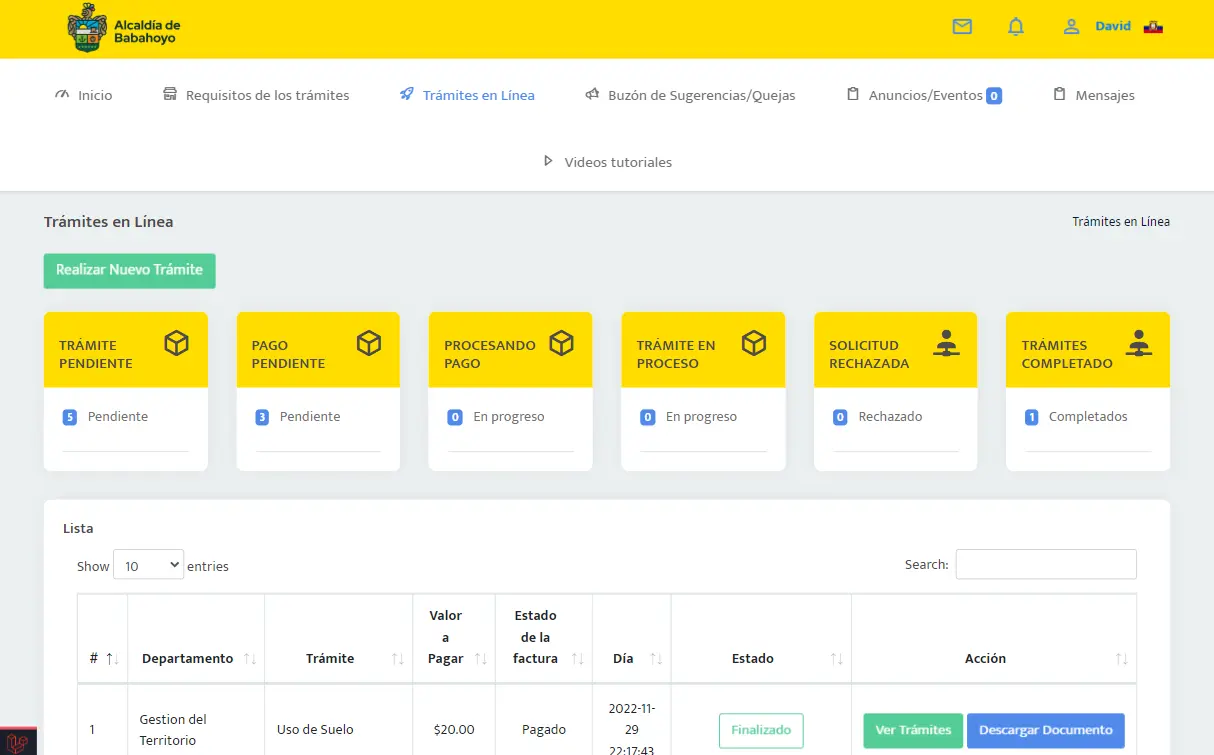 Alcaldía de
Babahoyo
David
Inicio
Requisitos de los trámites
Trámites en Línea
Buzón de Sugerencias/Quejas
Anuncios/Eventos 0
Mensajes
Videos tutoriales
Trámites en Línea
Trámites en Línea
Realizar Nuevo Trámite
TRÁMITE
PENDIENTE
5 Pendiente
PAGO
PENDIENTE
3 Pendiente
PROCESANDO
PAGO
0 En progreso
TRÁMITE EN
PROCESO
0 En progreso
SOLICITUD
RECHAZADA
0 Rechazado
TRÁMITES
COMPLETADO
1 Completados
Lista
Show 10 entries
Search:
#
Departamento
Trámite
Valor
a
Pagar
Estado
de la
factura
Día
Estado
Acción
1
Gestion del
Territorio
Uso de Suelo
$20.00
Pagado
2022-11-
29
22:17:43
Finalizado
Ver Trámites
Descargar Documento